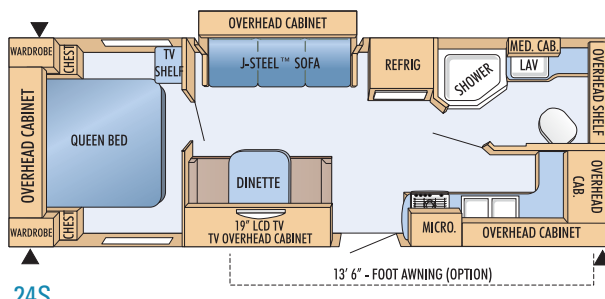 OVERHEAD CABINET
WARDROBE
CHEST
TV
SHELF
J-STEEL™ SOFA
REFRIG
SHOWER
MED. CAB.
LAV
OVERHEAD SHELF
OVERHEAD CABINET
QUEEN BED
DINETTE
OVERHEAD
CAB.
WARDROBE
CHEST
19" LCD TV
TV OVERHEAD CABINET
MICRO.
OVERHEAD CABINET
13' 6" - FOOT AWNING (OPTION)
24S